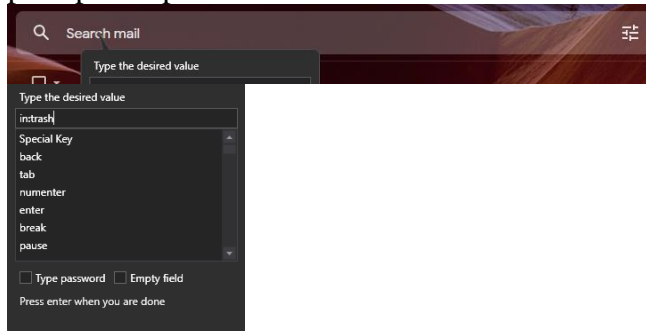 Search mail
Type the desired value
Type the desired value
in:trash
Special Key
back
tab
numenter
enter
break
pause
Type password Empty field
Press enter when you are done